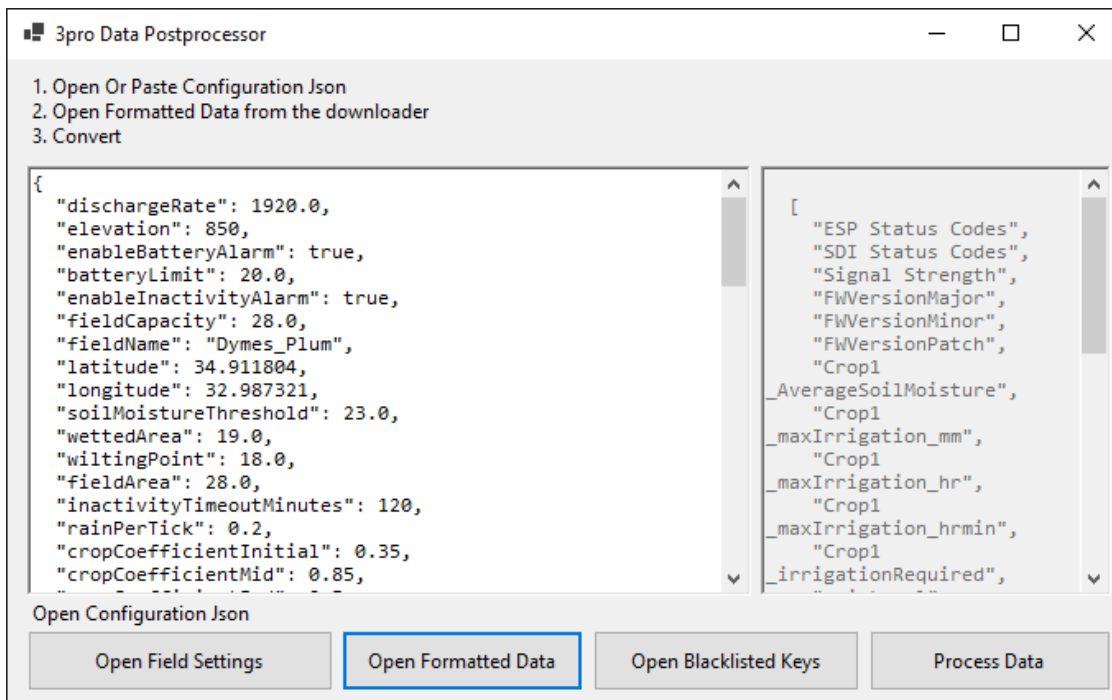 3pro Data Postprocessor
1. Open Or Paste Configuration Json
2. Open Formatted Data from the downloader
3. Convert
{
"dischargeRate": 1920.0,
"elevation": 850,
"enableBatteryAlarm": true,
"batteryLimit": 20.0,
"enableInactivityAlarm": true,
"fieldCapacity": 28.0,
"fieldName": "Dymes_Plum",
"latitude": 34.911804,
"longitude": 32.987321,
"soilMoistureThreshold": 23.0,
"wettedArea": 19.0,
"wiltingPoint": 18.0,
"fieldArea": 28.0,
"inactivityTimeoutMinutes": 120,
"rainPerTick": 0.2,
"cropCoefficientInitial": 0.35,
"cropCoefficientMid": 0.85,
[
"ESP Status Codes",
"SDI Status Codes",
"Signal Strength",
"FWVersionMajor",
"FWVersionMinor",
"FWVersionPatch",
"Crop1
_AverageSoilMoisture",
"Crop1
_maxIrrigation_mm",
"Crop1
_maxIrrigation_hr",
"Crop1
_maxIrrigation_hrmin",
"Crop1
_irrigationRequired",
Open Configuration Json
Open Field Settings
Open Formatted Data
Open Blacklisted Keys
Process Data